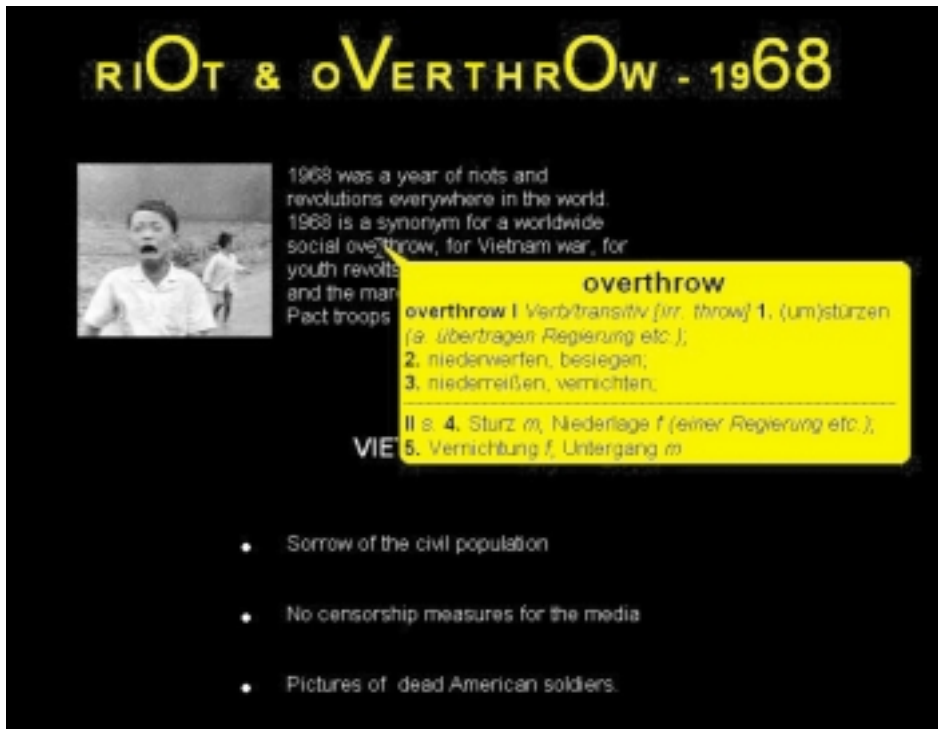 RIOT & OVERTHROW - 1968
1968 was a year of riots and
revolutions everywhere in the world.
1968 is a synonym for a worldwide
social overthrow, for Vietnam war, for
youth revolts
and the
Pact troops
overthrow
overthrow I Verb/transitiv [irr. throw] 1. (um)stürzen
(a. übertragen Regierung etc.);
2. niederwerfen, besiegen;
3. niederreißen, vernichten;
II s. 4. Sturz m, Niederlage f (einer Regierung etc.);
5. Vernichtung f, Untergang m
• Sorrow of the civil population
• No censorship measures for the media
• Pictures of dead American soldiers.